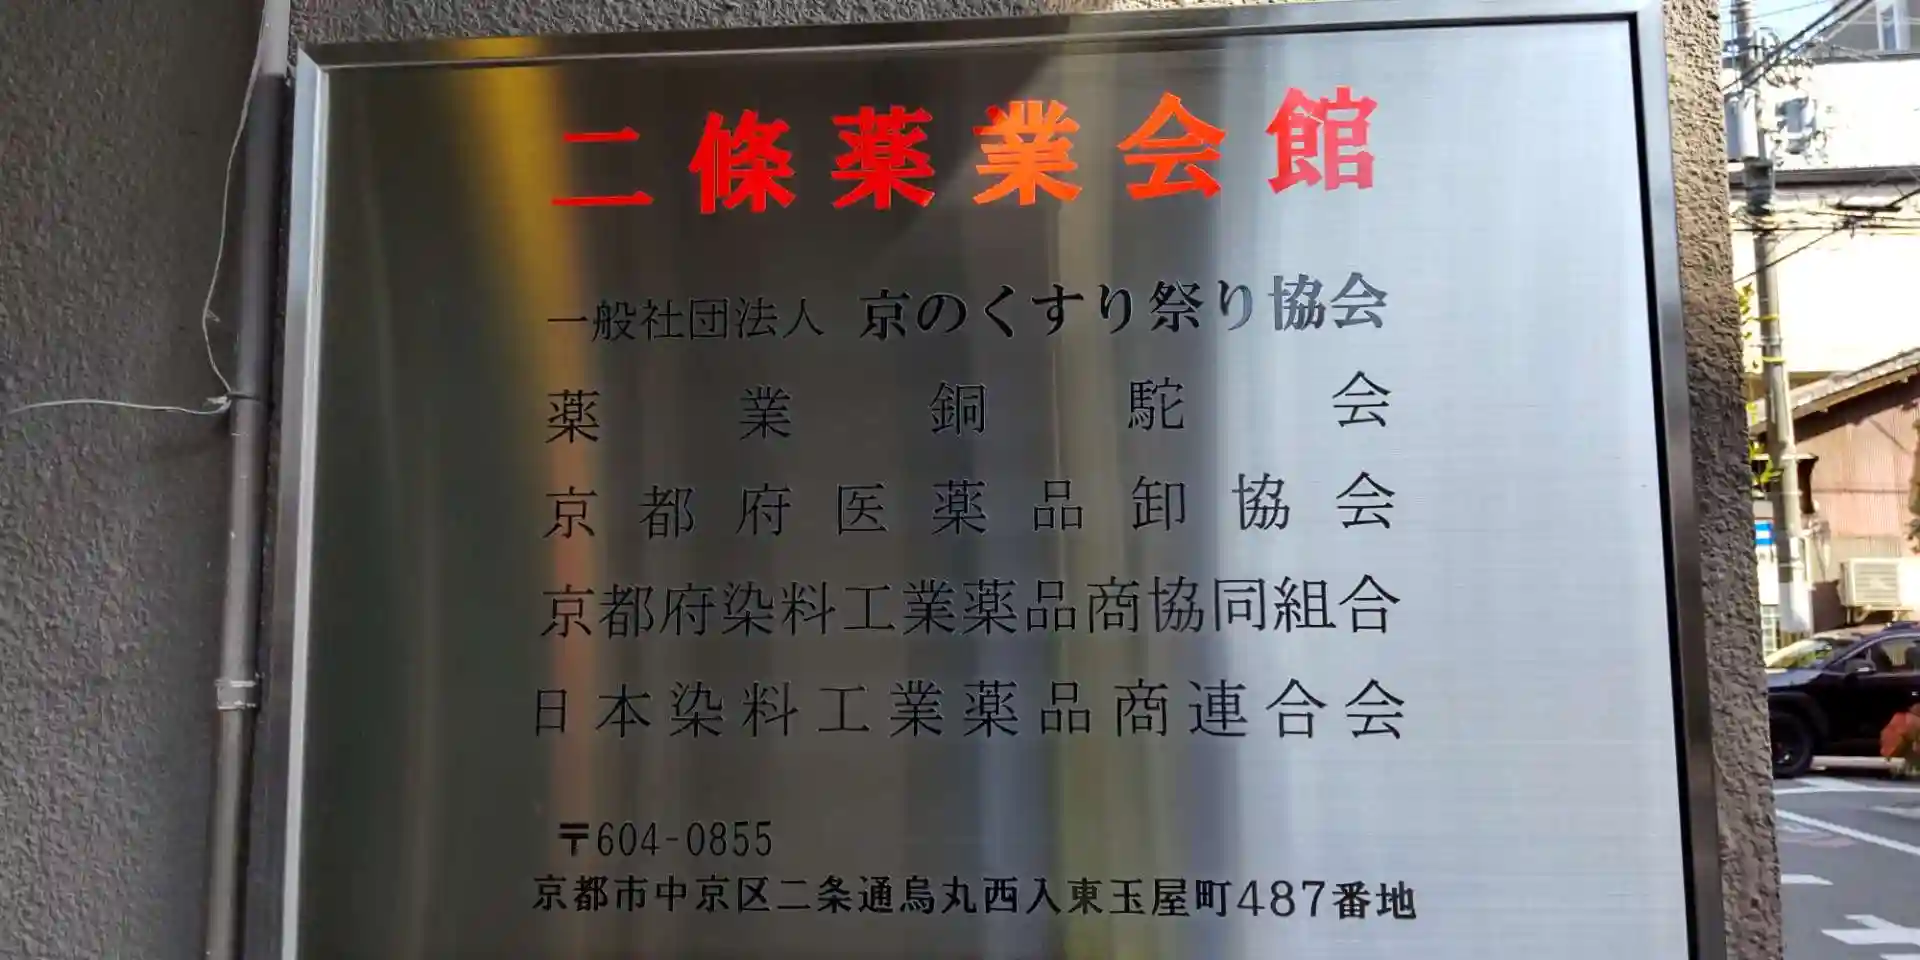 二條薬業会館
一般社団法人 京のくすり祭り協会
薬業銅駝会
京都府医薬品卸協会
京都府染料工業薬品商協同組合
日本染料工業薬品商連合会
〒604-0855
京都市中京区二条通烏丸西入東玉屋町487番地